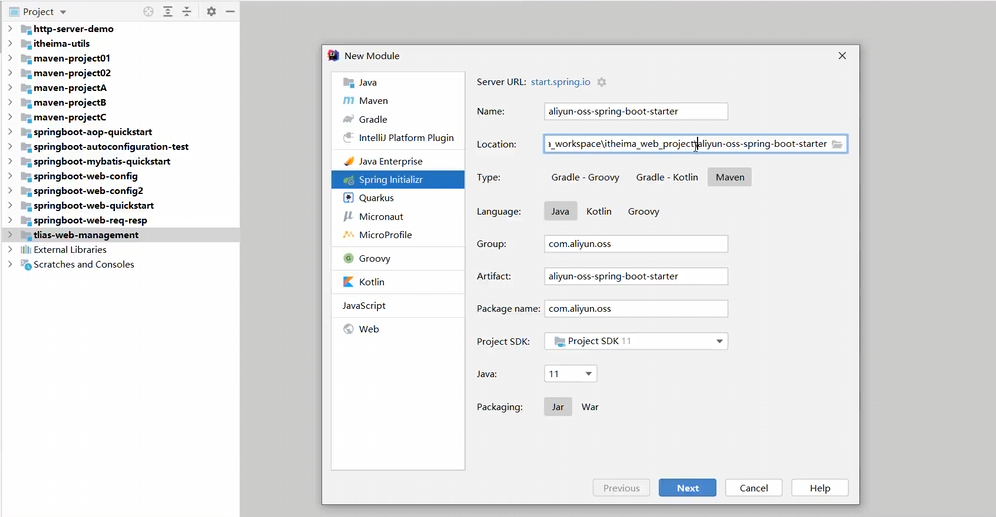 Project
http-server-demo
itheima-utils
maven-project01
maven-project02
maven-projectA
maven-projectB
maven-projectC
springboot-aop-quickstart
springboot-autoconfiguration-test
springboot-mybatis-quickstart
springboot-web-config
springboot-web-config2
springboot-web-quickstart
springboot-web-req-resp
tlias-web-management
External Libraries
Scratches and Consoles
New Module
Java
Maven
Gradle
IntelliJ Platform Plugin
Java Enterprise
Spring Initializr
Quarkus
Micronaut
MicroProfile
Groovy
Kotlin
JavaScript
Web
Server URL: start.spring.io
Name: aliyun-oss-spring-boot-starter
Location: a_workspace\itheima_web_project\aliyun-oss-spring-boot-starter
Type: Gradle - Groovy Gradle - Kotlin Maven
Language: Java Kotlin Groovy
Group: com.aliyun.oss
Artifact: aliyun-oss-spring-boot-starter
Package name: com.aliyun.oss
Project SDK: Project SDK 11
Java: 11
Packaging: Jar War
Previous Next Cancel Help